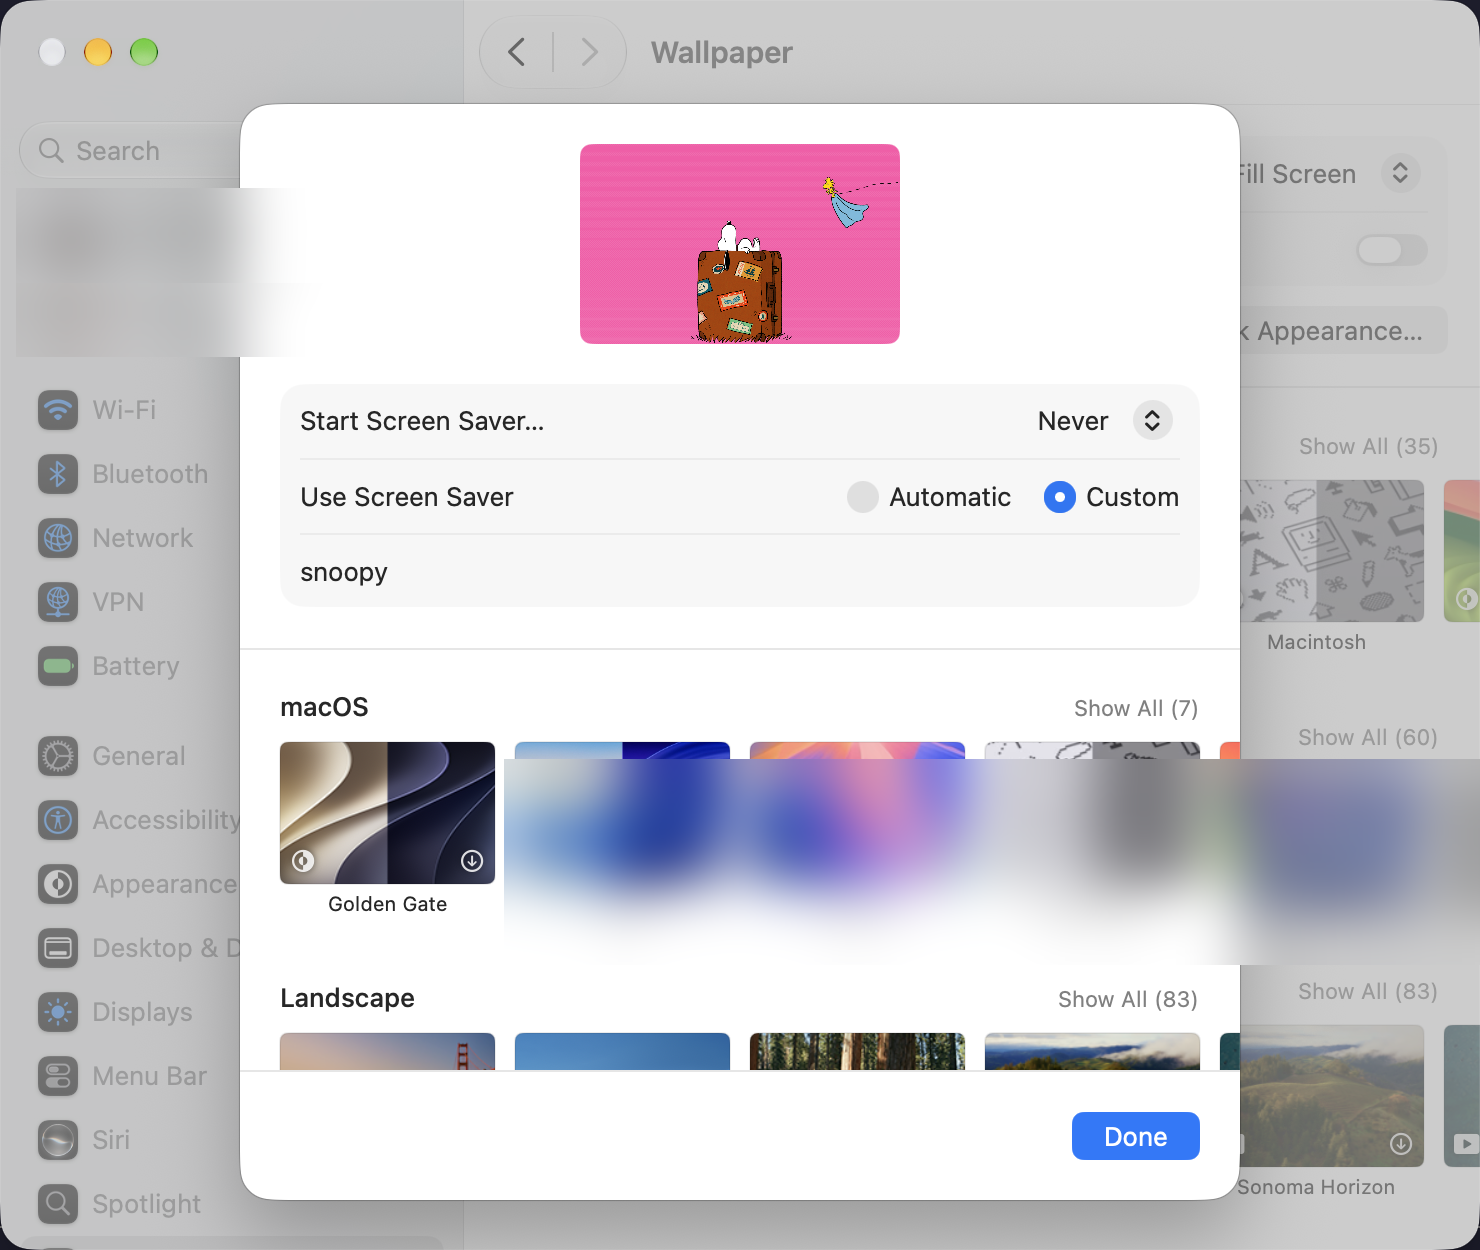 Wallpaper
Search
Fill Screen
k Appearance...
Start Screen Saver...
Never
Use Screen Saver
Automatic
Custom
snoopy
Wi-Fi
Bluetooth
Network
VPN
Battery
General
Accessibility
Appearance
Desktop & D
Displays
Menu Bar
Siri
Spotlight
macOS
Show All (7)
Golden Gate
Landscape
Show All (83)
Done
Show All (35)
Macintosh
Show All (60)
Show All (83)
Sonoma Horizon